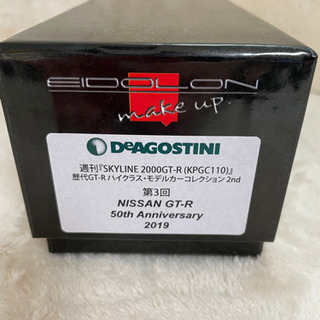 EIDOLON
make up.
DeAGOSTINI
週刊『SKYLINE 2000GT-R (KPGC110)』
歴代GT-R ハイクラス・モデルカーコレクション 2nd
第3回
NISSAN GT-R
50th Anniversary
2019